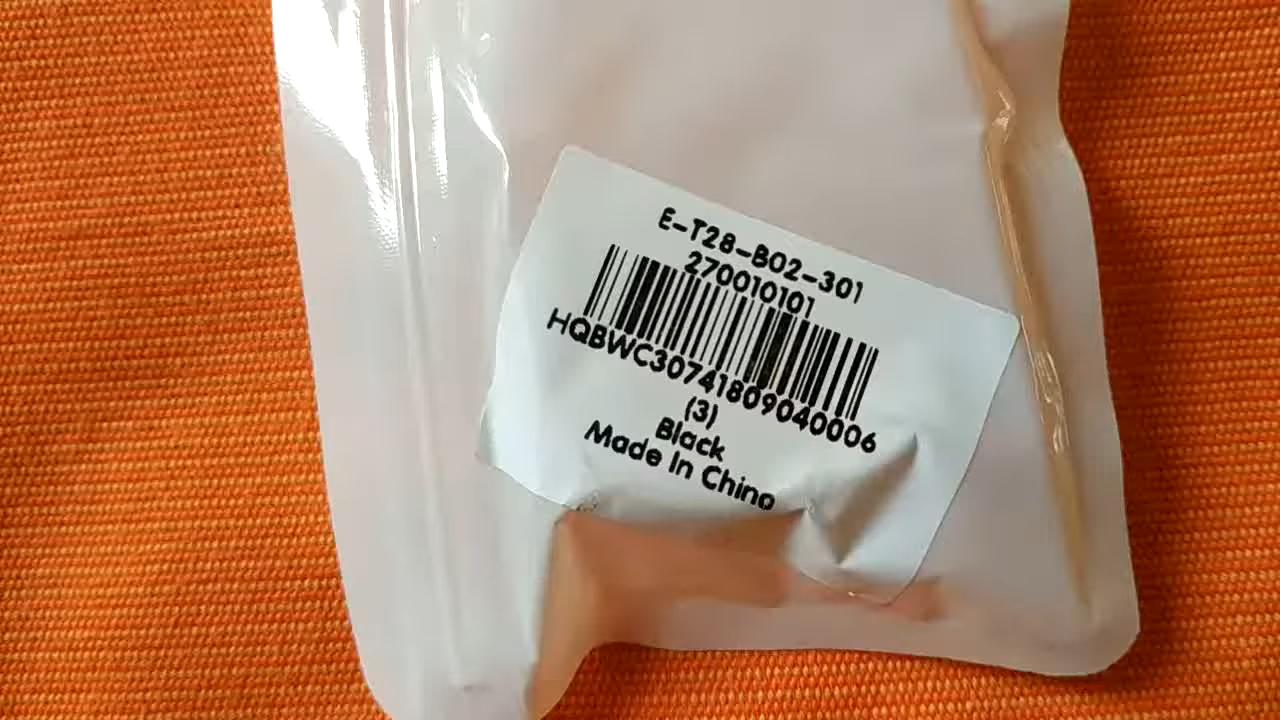 E-T28-B02-301
270010101
HQBWC30741809040006
(3)
Black
Made In China